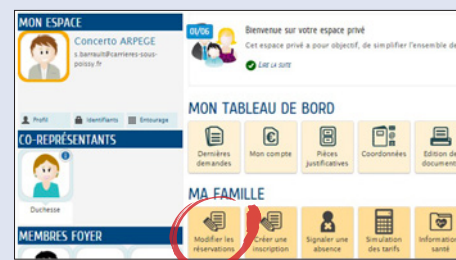 MON ESPACE
Concerto ARPEGE
s.barrault@carrieres-sous-
poissy.fr
Profil
Identifiants
Entourage
CO-REPRÉSENTANTS
Duchesse
MEMBRES FOYER
01/06
Bienvenue sur votre espace privé
Cet espace privé a pour objectif, de simplifier l'ensemble de
LIRE LA SUITE
MON TABLEAU DE BORD
Dernières
demandes
Mon compte
Pièces
justificatives
Coordonnées
Edition de
document
MA FAMILLE
Modifier les
réservations
Créer une
inscription
Signaler une
absence
Simulation
des tarifs
Information
santé